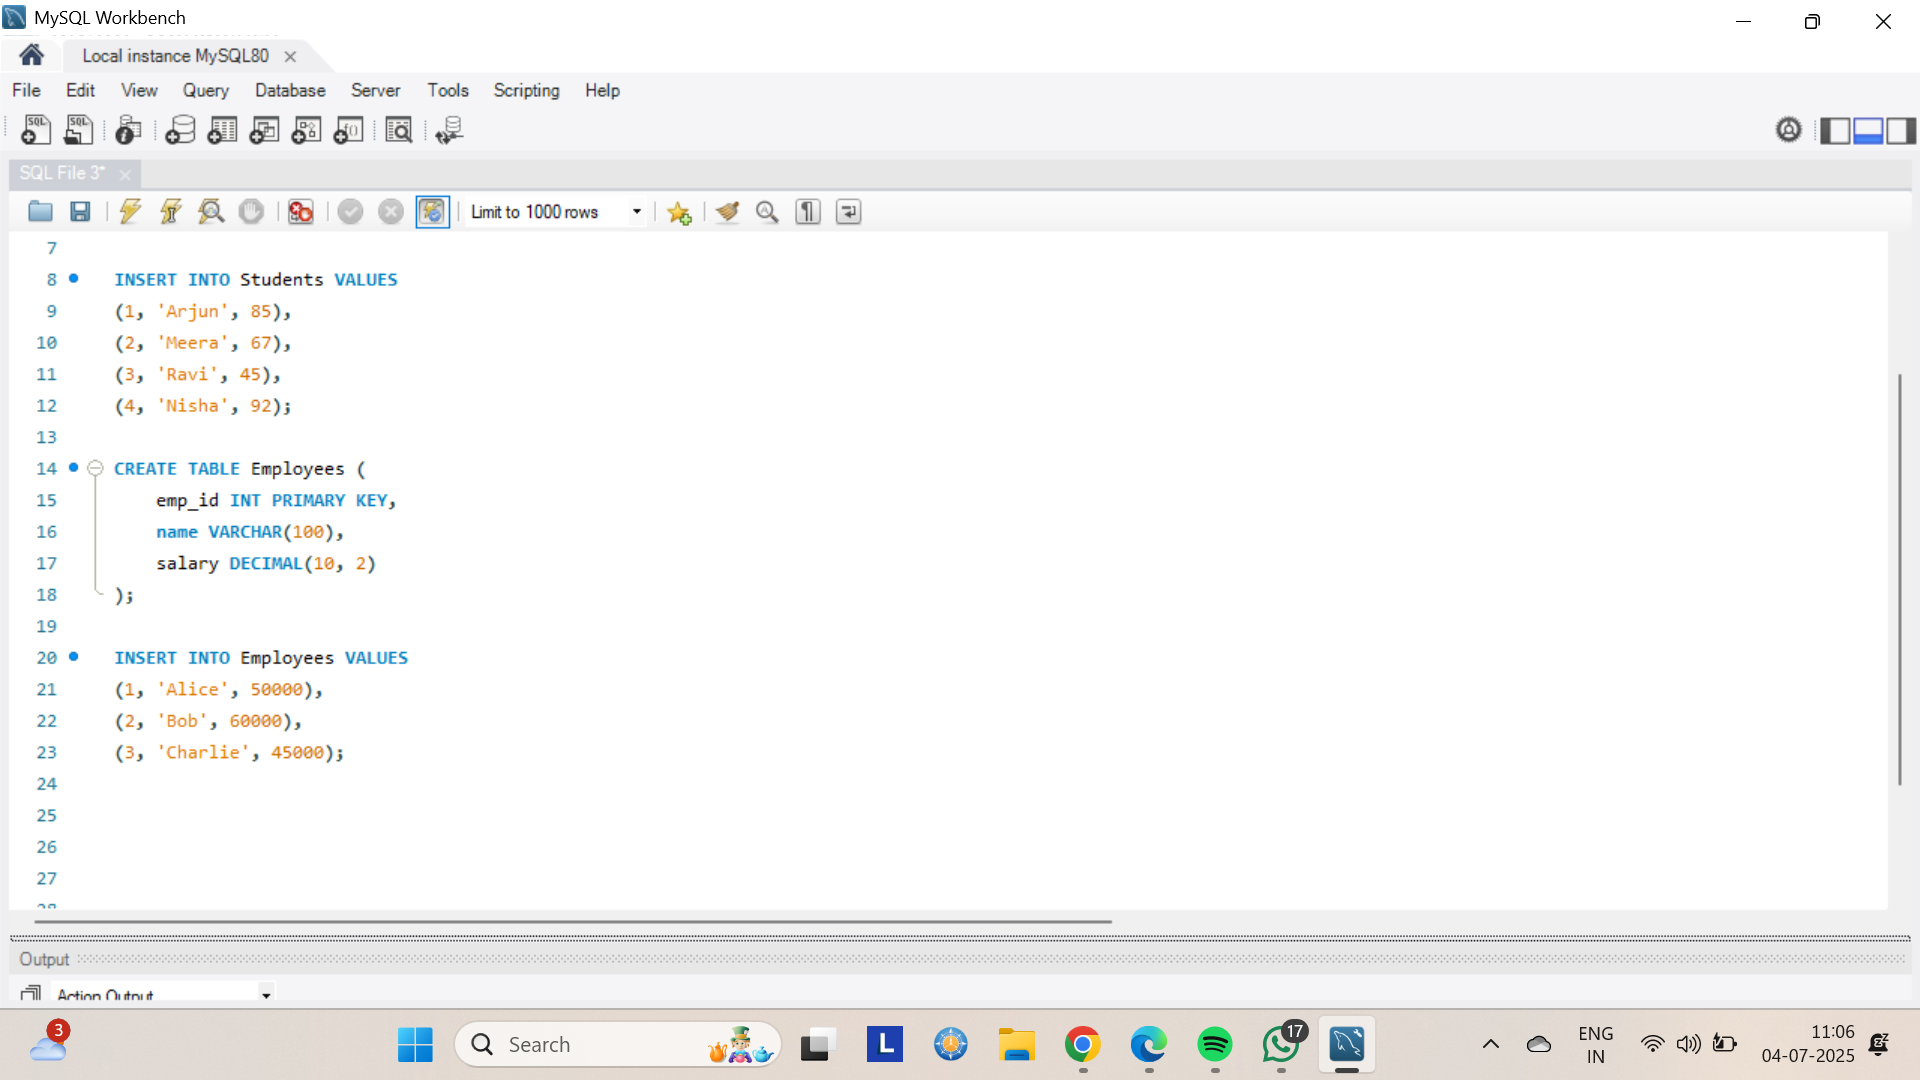 MySQL Workbench
Local instance MySQL80
File Edit View Query Database Server Tools Scripting Help
SQL SQL
SQL File 3*
Limit to 1000 rows
7
8 INSERT INTO Students VALUES
9 (1, 'Arjun', 85),
10 (2, 'Meera', 67),
11 (3, 'Ravi', 45),
12 (4, 'Nisha', 92);
13
14 CREATE TABLE Employees (
15 emp_id INT PRIMARY KEY,
16 name VARCHAR(100),
17 salary DECIMAL(10, 2)
18 );
19
20 INSERT INTO Employees VALUES
21 (1, 'Alice', 50000),
22 (2, 'Bob', 60000),
23 (3, 'Charlie', 45000);
24
25
26
27
28
Output
Action Output
3
Search
L
17
ENG
IN
11:06
04-07-2025